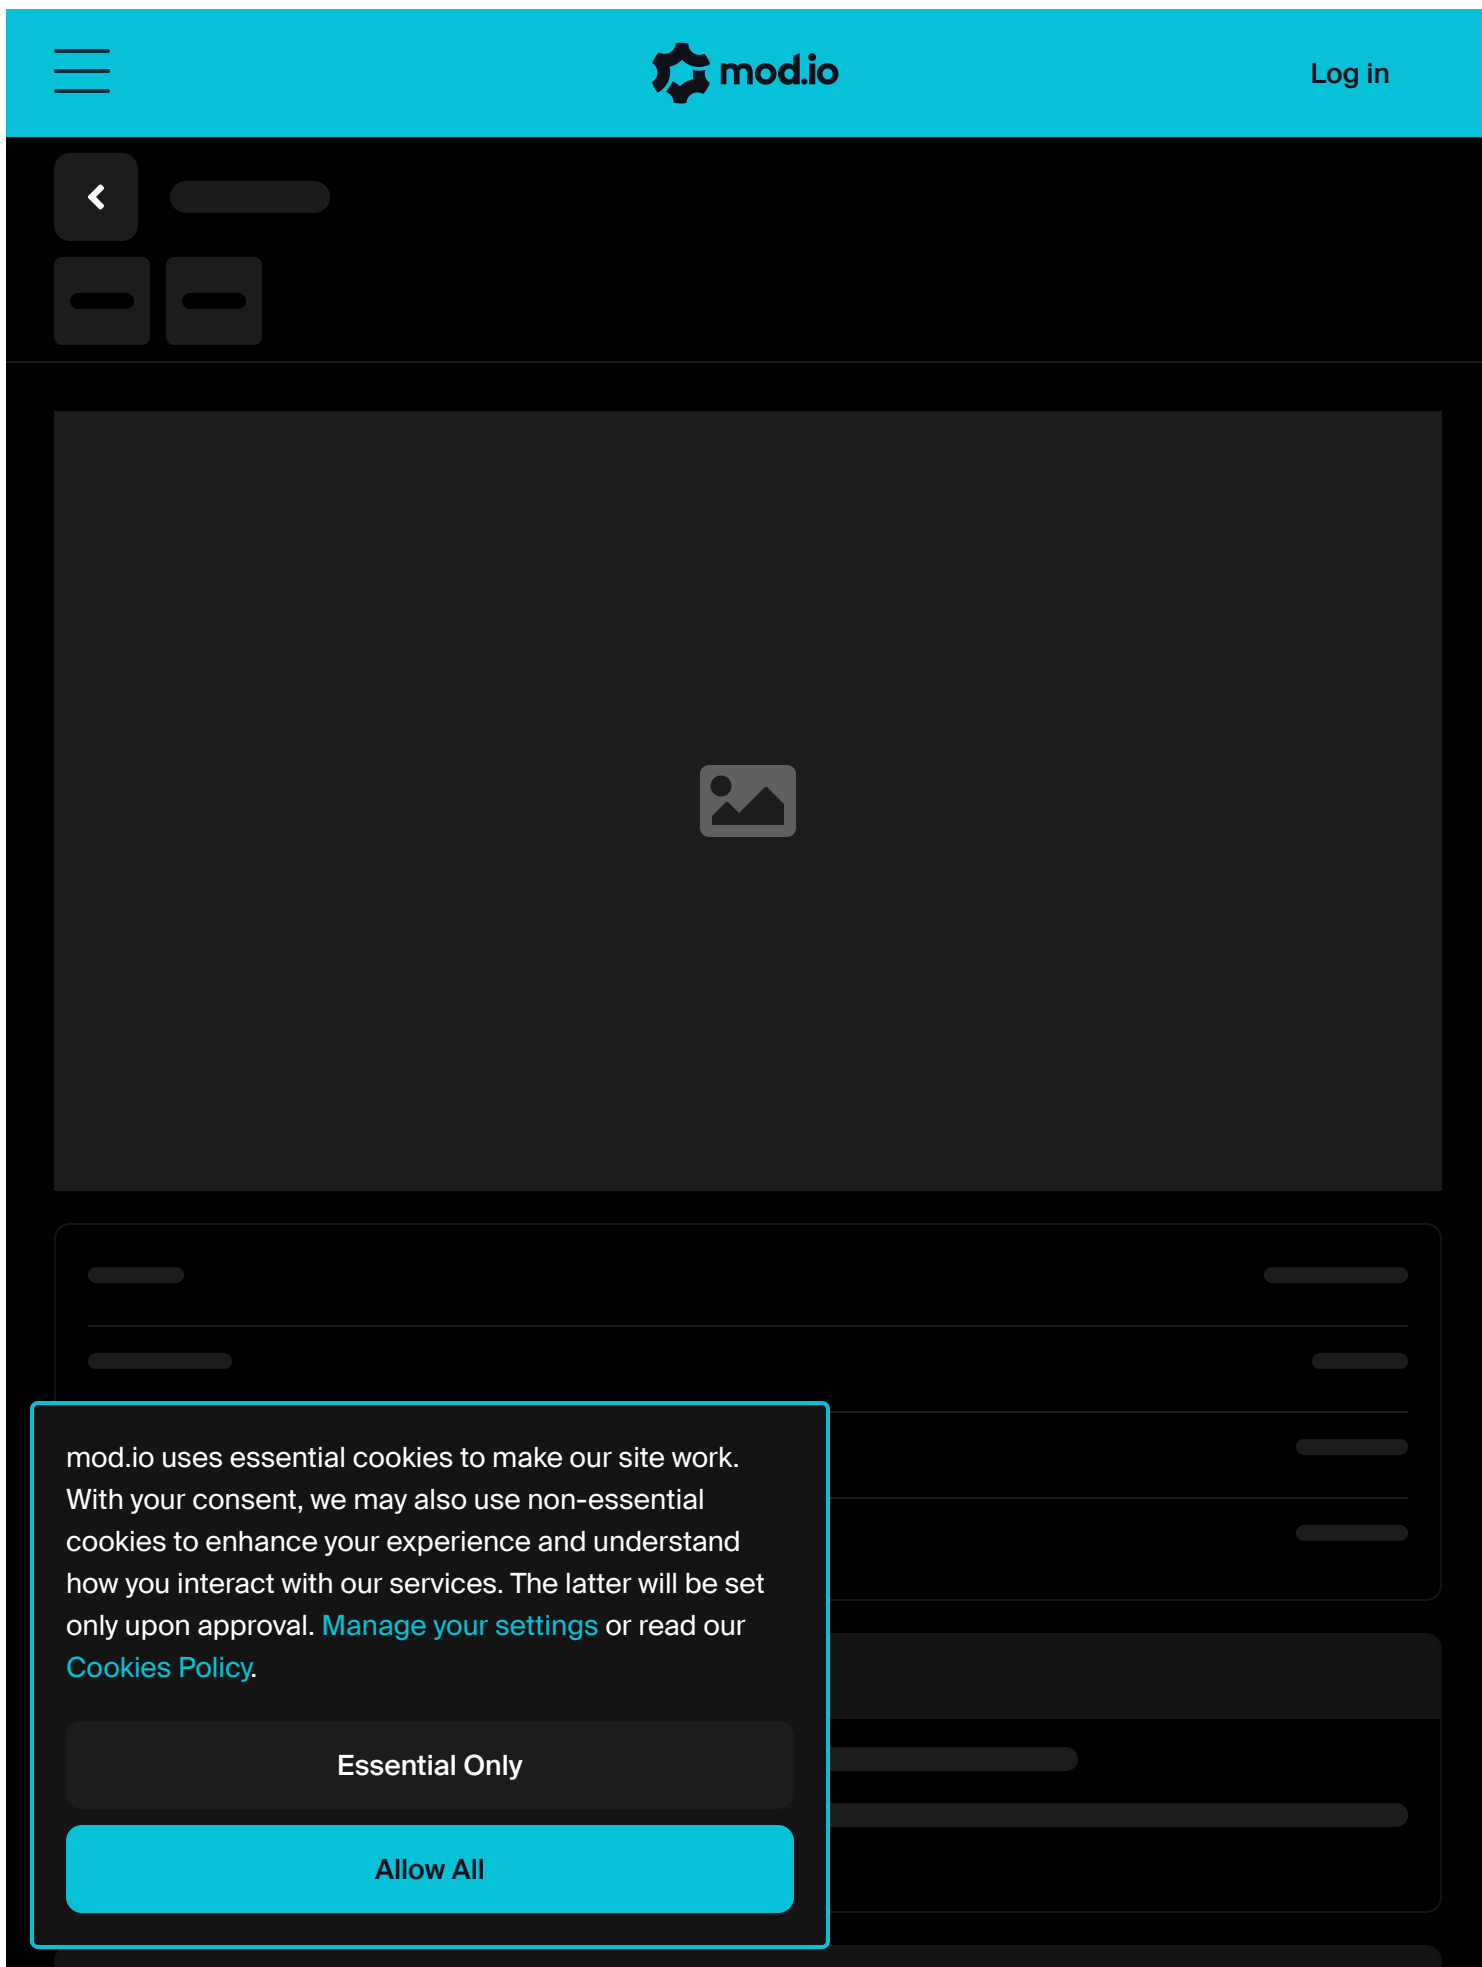 mod.io
Log in
mod.io uses essential cookies to make our site work.
With your consent, we may also use non-essential
cookies to enhance your experience and understand
how you interact with our services. The latter will be set
only upon approval. Manage your settings or read our
Cookies Policy.
Essential Only
Allow All